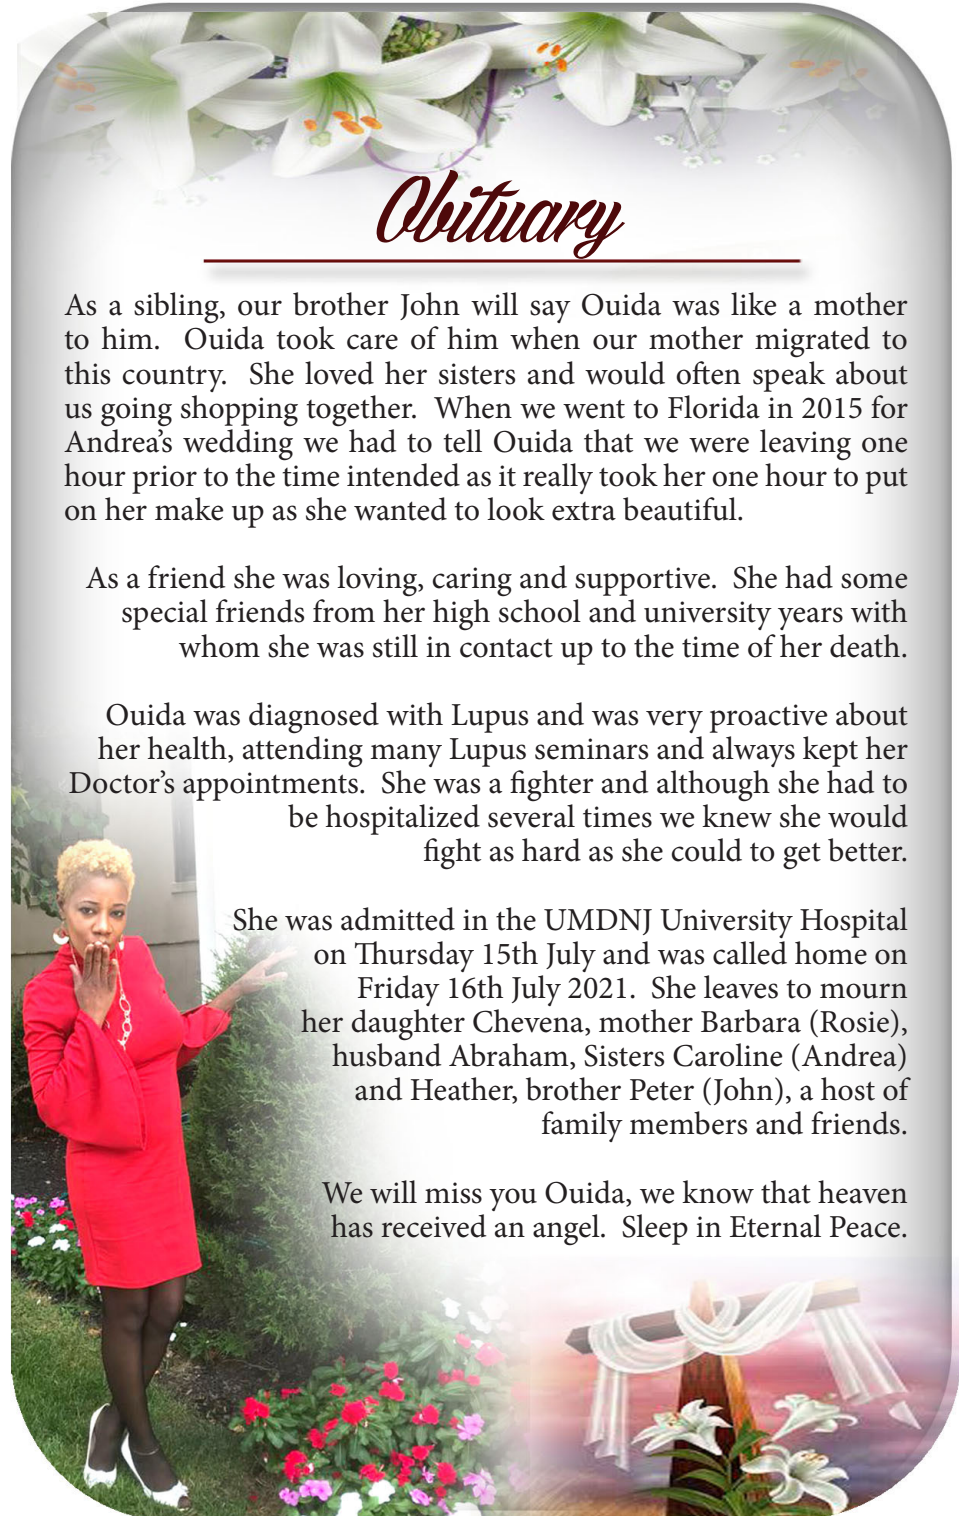 Obituary
As a sibling, our brother John will say Ouida was like a mother
to him.  Ouida took care of him when our mother migrated to
this country.  She loved her sisters and would often speak about
us going shopping together.  When we went to Florida in 2015 for
Andrea's wedding we had to tell Ouida that we were leaving one
hour prior to the time intended as it really took her one hour to put
on her make up as she wanted to look extra beautiful.
As a friend she was loving, caring and supportive.  She had some
special friends from her high school and university years with
whom she was still in contact up to the time of her death.
Ouida was diagnosed with Lupus and was very proactive about
her health, attending many Lupus seminars and always kept her
Doctor's appointments.  She was a fighter and although she had to
be hospitalized several times we knew she would
fight as hard as she could to get better.
She was admitted in the UMDNJ University Hospital
on Thursday 15th July and was called home on
Friday 16th July 2021.  She leaves to mourn
her daughter Chevena, mother Barbara (Rosie),
husband Abraham, Sisters Caroline (Andrea)
and Heather, brother Peter (John), a host of
family members and friends.
We will miss you Ouida, we know that heaven
has received an angel.  Sleep in Eternal Peace.